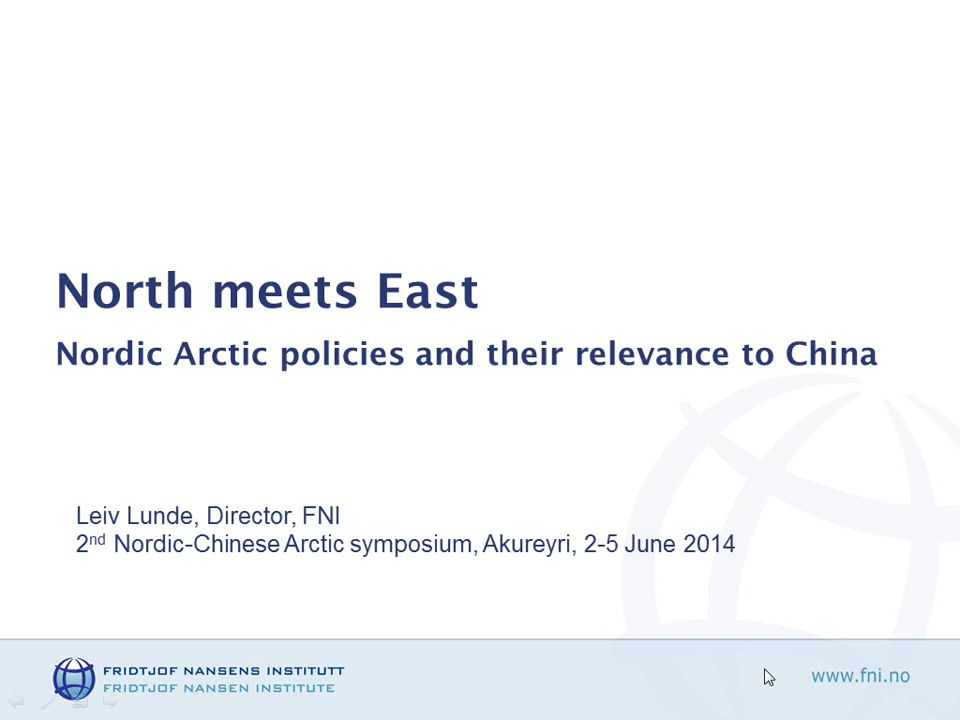 North meets East
Nordic Arctic policies and their relevance to China
Leiv Lunde, Director, FNI
2nd Nordic-Chinese Arctic symposium, Akureyri, 2-5 June 2014
FRIDTJOF NANSENS INSTITUTT
FRIDTJOF NANSEN INSTITUTE
www.fni.no